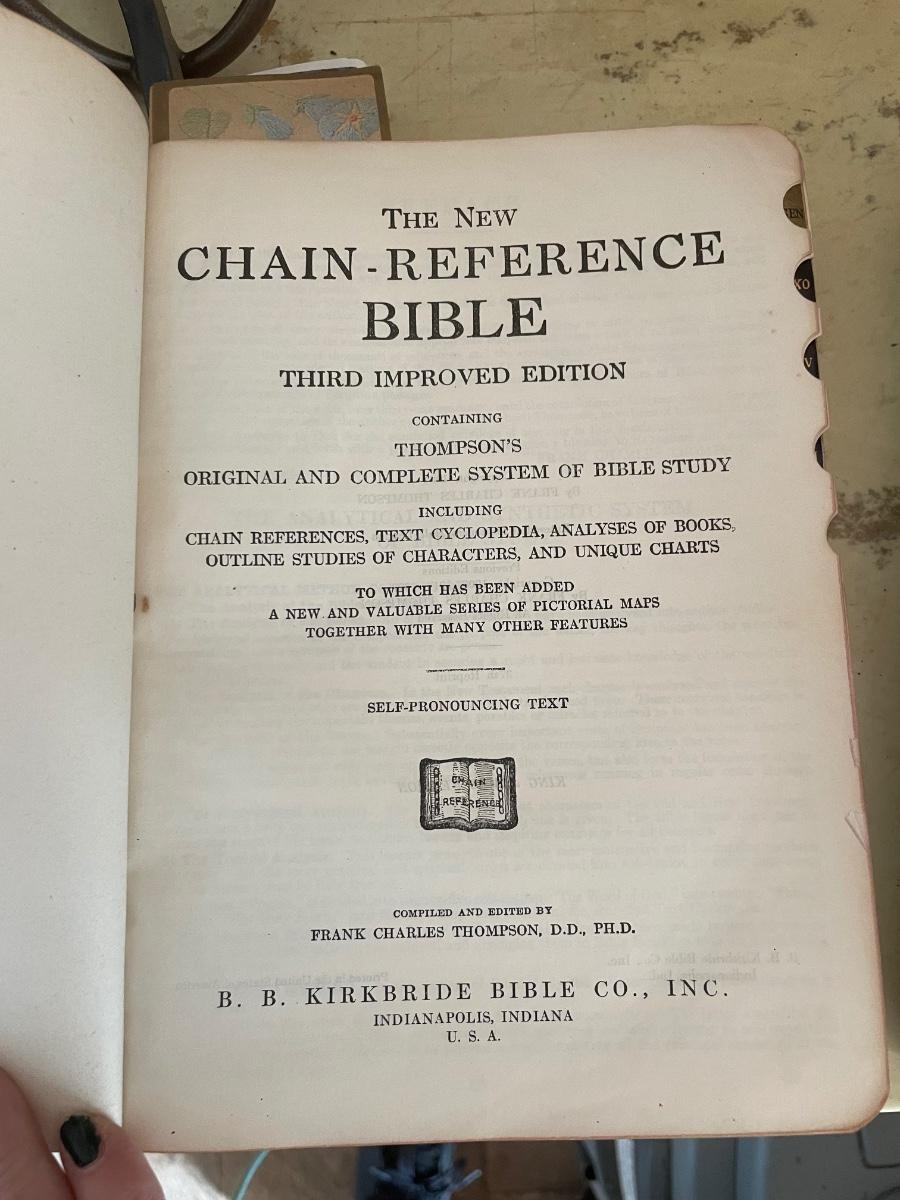 THE NEW
CHAIN-REFERENCE
BIBLE
THIRD IMPROVED EDITION
CONTAINING
THOMPSON'S
ORIGINAL AND COMPLETE SYSTEM OF BIBLE STUDY
INCLUDING
CHAIN REFERENCES, TEXT CYCLOPEDIA, ANALYSES OF BOOKS,
OUTLINE STUDIES OF CHARACTERS, AND UNIQUE CHARTS
TO WHICH HAS BEEN ADDED
A NEW AND VALUABLE SERIES OF PICTORIAL MAPS
TOGETHER WITH MANY OTHER FEATURES
SELF-PRONOUNCING TEXT
CHAIN
REFERENCE
COMPILED AND EDITED BY
FRANK CHARLES THOMPSON, D.D., PH.D.
B. B. KIRKBRIDE BIBLE CO., INC.
INDIANAPOLIS, INDIANA
U. S. A.